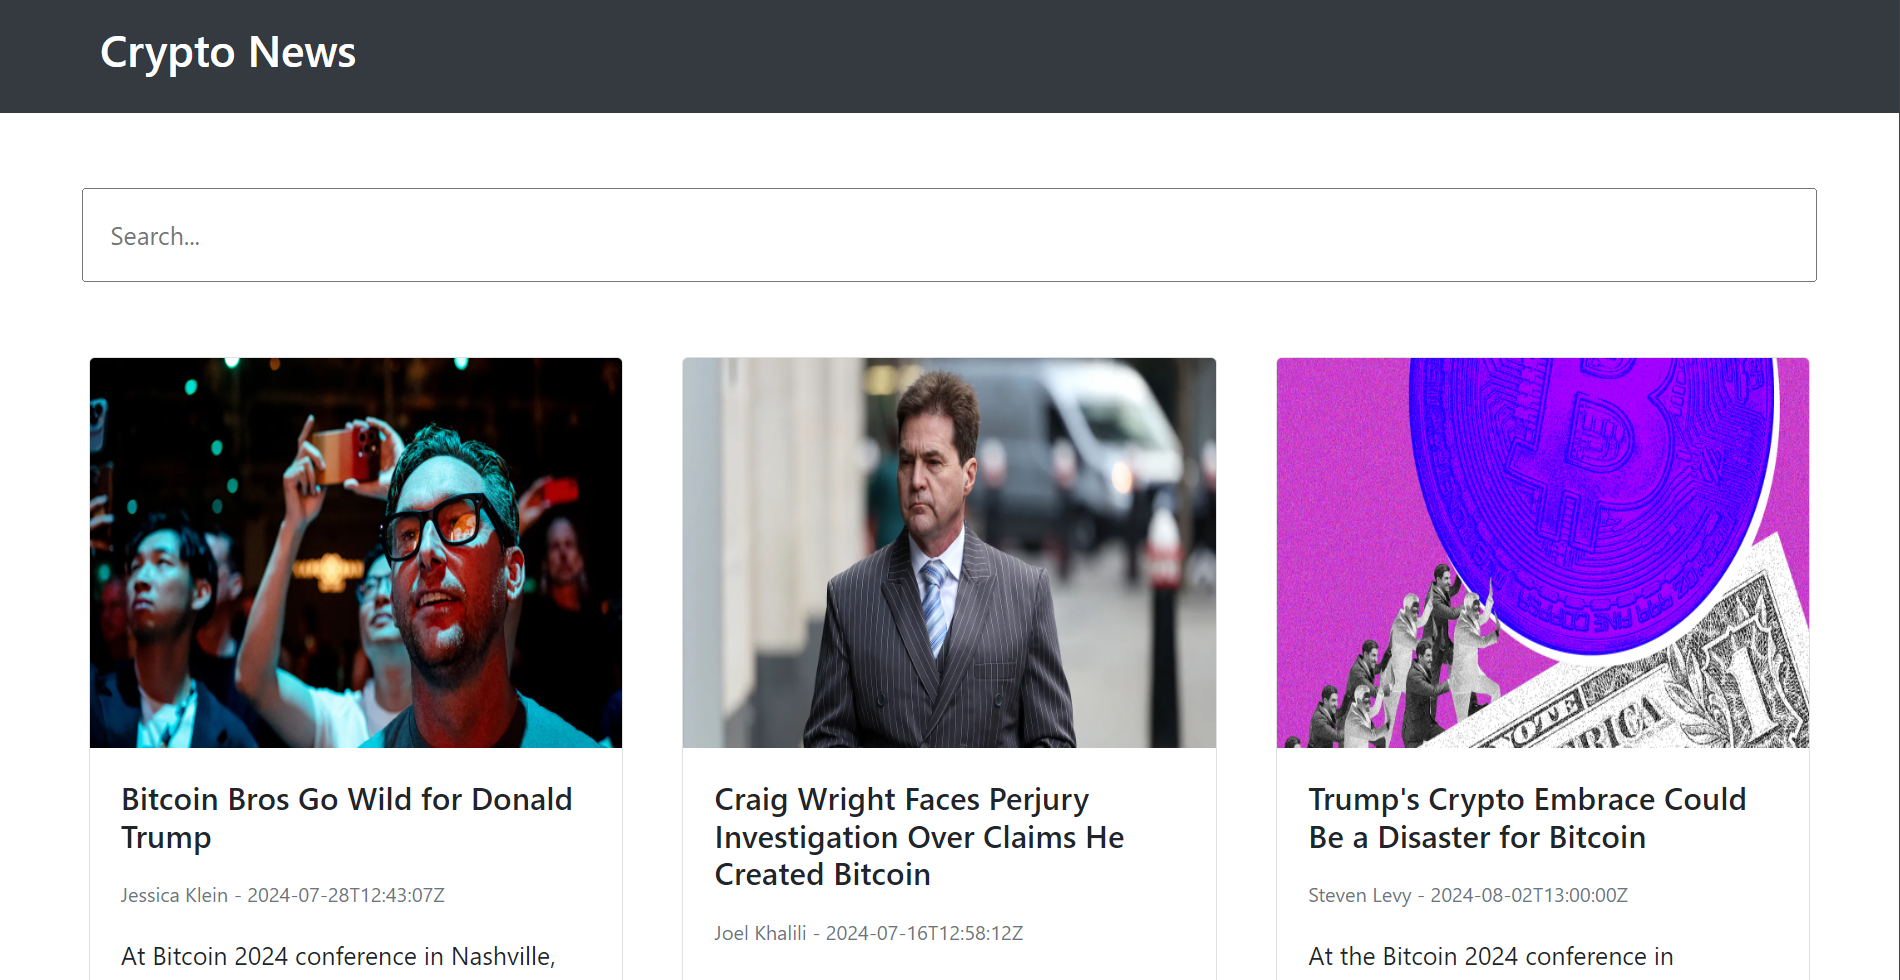 Crypto News
Search...
VOTE
AMERICA
1
Bitcoin Bros Go Wild for Donald
Trump
Jessica Klein - 2024-07-28T12:43:07Z
At Bitcoin 2024 conference in Nashville,
Craig Wright Faces Perjury
Investigation Over Claims He
Created Bitcoin
Joel Khalili - 2024-07-16T12:58:12Z
Trump's Crypto Embrace Could
Be a Disaster for Bitcoin
Steven Levy - 2024-08-02T13:00:00Z
At the Bitcoin 2024 conference in